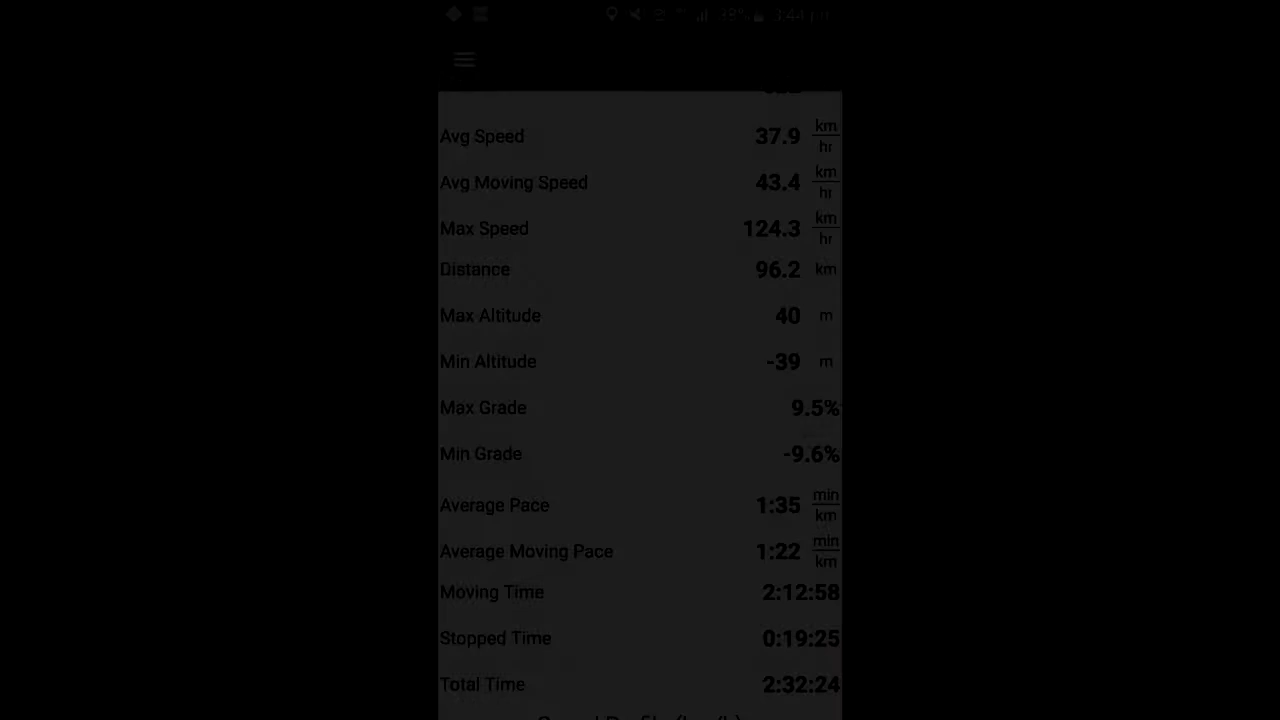 Avg Speed 37.9 km/hr
Avg Moving Speed 43.4 km/hr
Max Speed 124.3 km/hr
Distance 96.2 km
Max Altitude 40 m
Min Altitude -39 m
Max Grade 9.5%
Min Grade -9.6%
Average Pace 1:35 min/km
Average Moving Pace 1:22 min/km
Moving Time 2:12:58
Stopped Time 0:19:25
Total Time 2:32:24